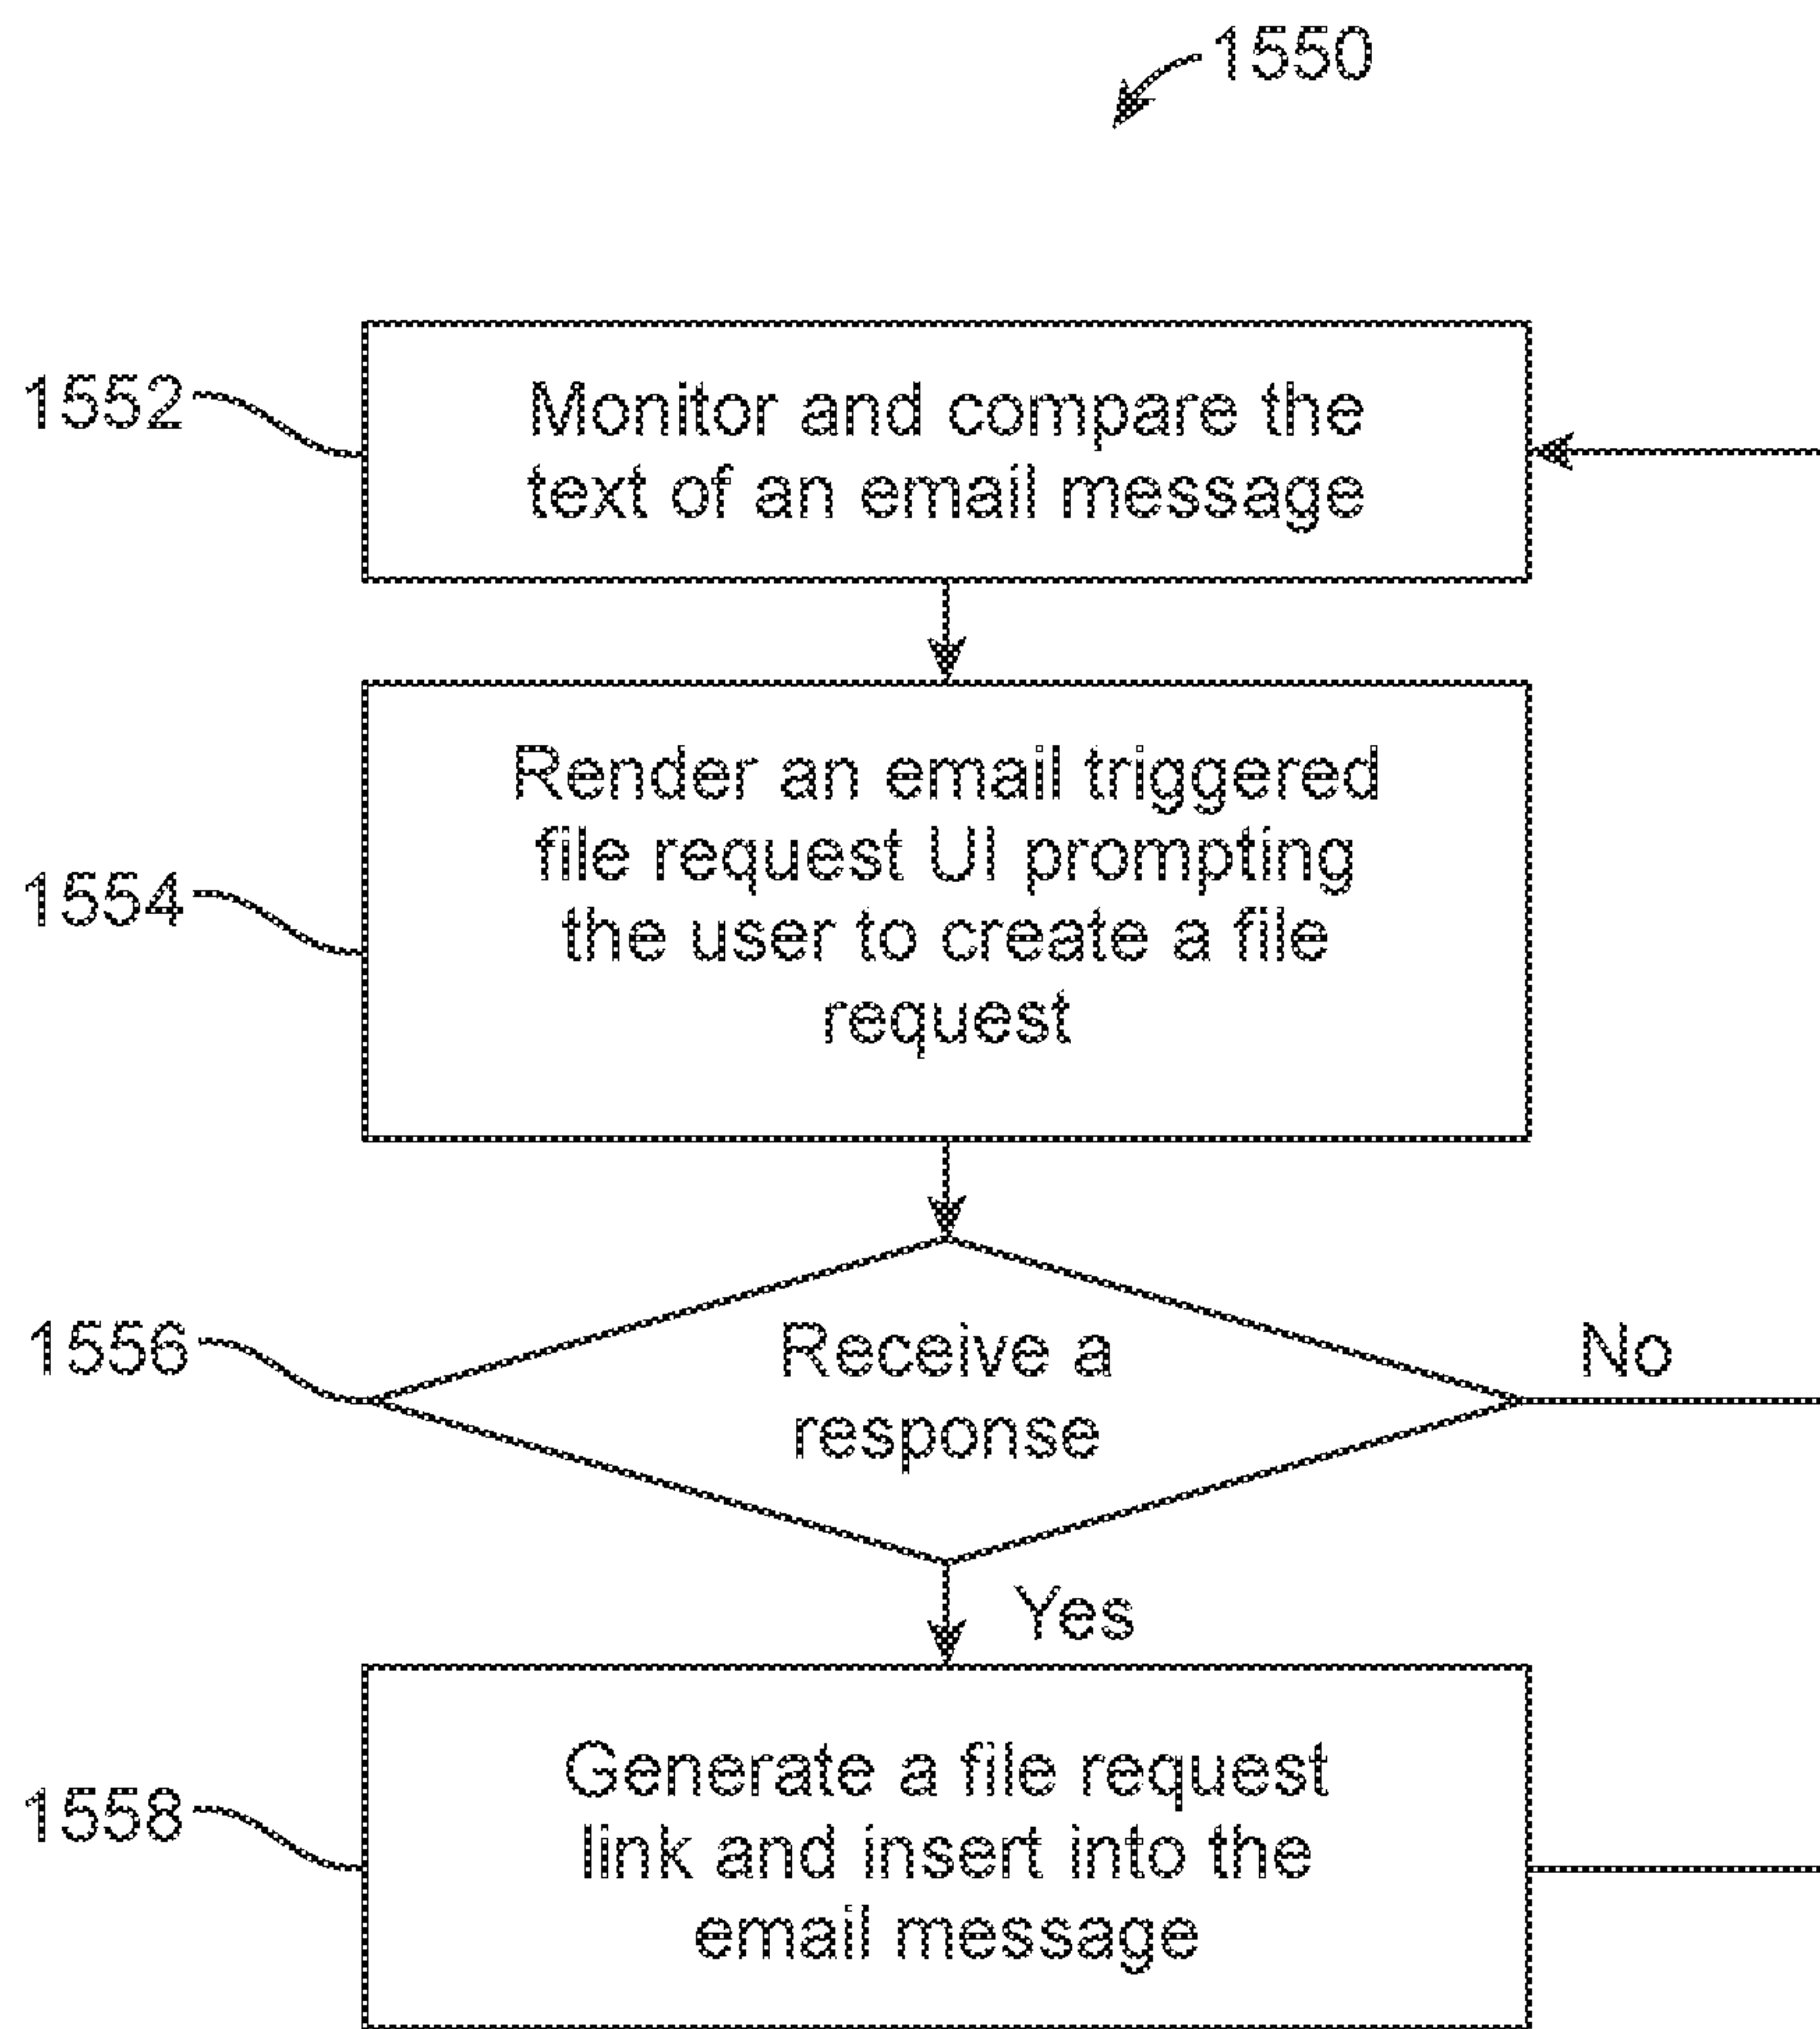 1550
1552
Monitor and compare the
text of an email message
1554
Render an email triggered
file request UI prompting
the user to create a file
request
1556
Receive a
response
No
Yes
1558
Generate a file request
link and insert into the
email message